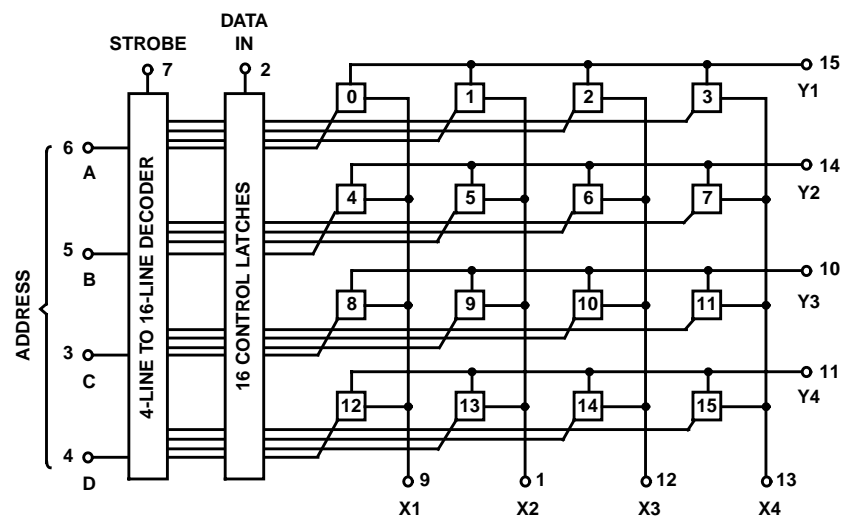 STROBE
DATA
IN
7
2
15
Y1
0
1
2
3
6
A
14
Y2
4
5
6
7
5
B
10
Y3
8
9
10
11
3
C
11
Y4
12
13
14
15
4
D
ADDRESS
4-LINE TO 16-LINE DECODER
16 CONTROL LATCHES
9
1
12
13
X1
X2
X3
X4